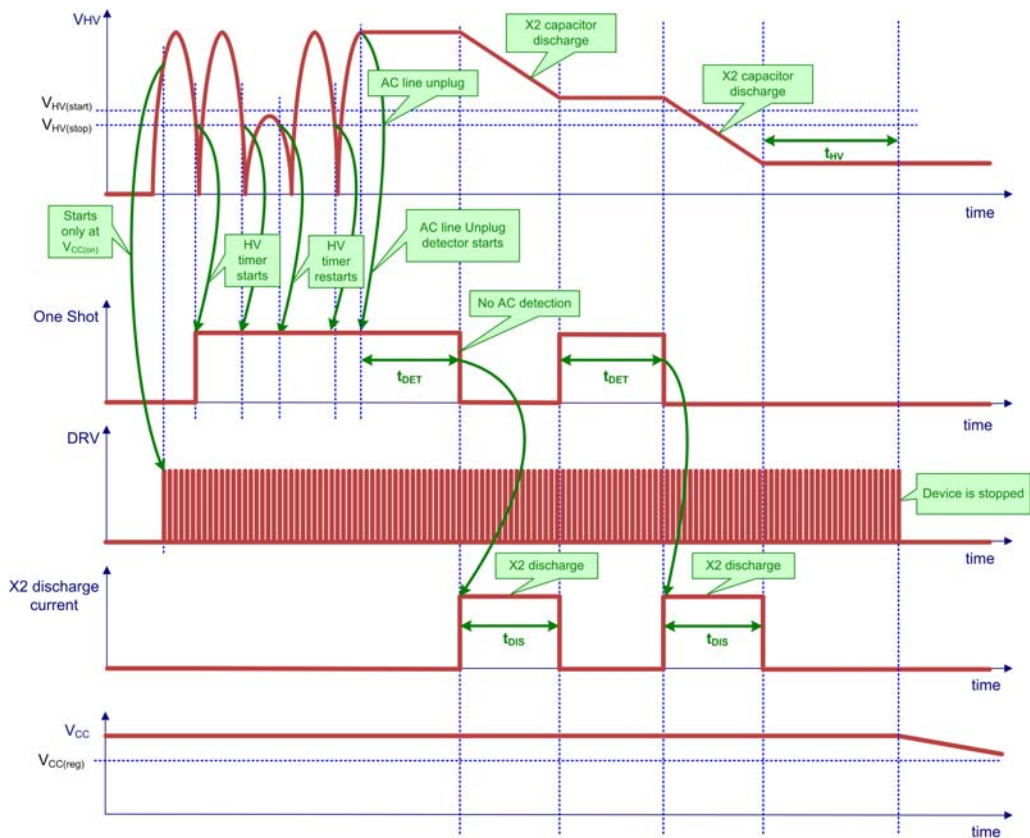 VHV
X2 capacitor
discharge
AC line unplug
X2 capacitor
discharge
VHV(start)
VHV(stop)
tHV
time
Starts
only at
VCC(on)
HV
timer
starts
HV
timer
restarts
AC line Unplug
detector starts
One Shot
No AC detection
tDET
tDET
time
DRV
Device is stopped
time
X2 discharge
current
X2 discharge
X2 discharge
tDIS
tDIS
time
VCC
VCC(reg)
time